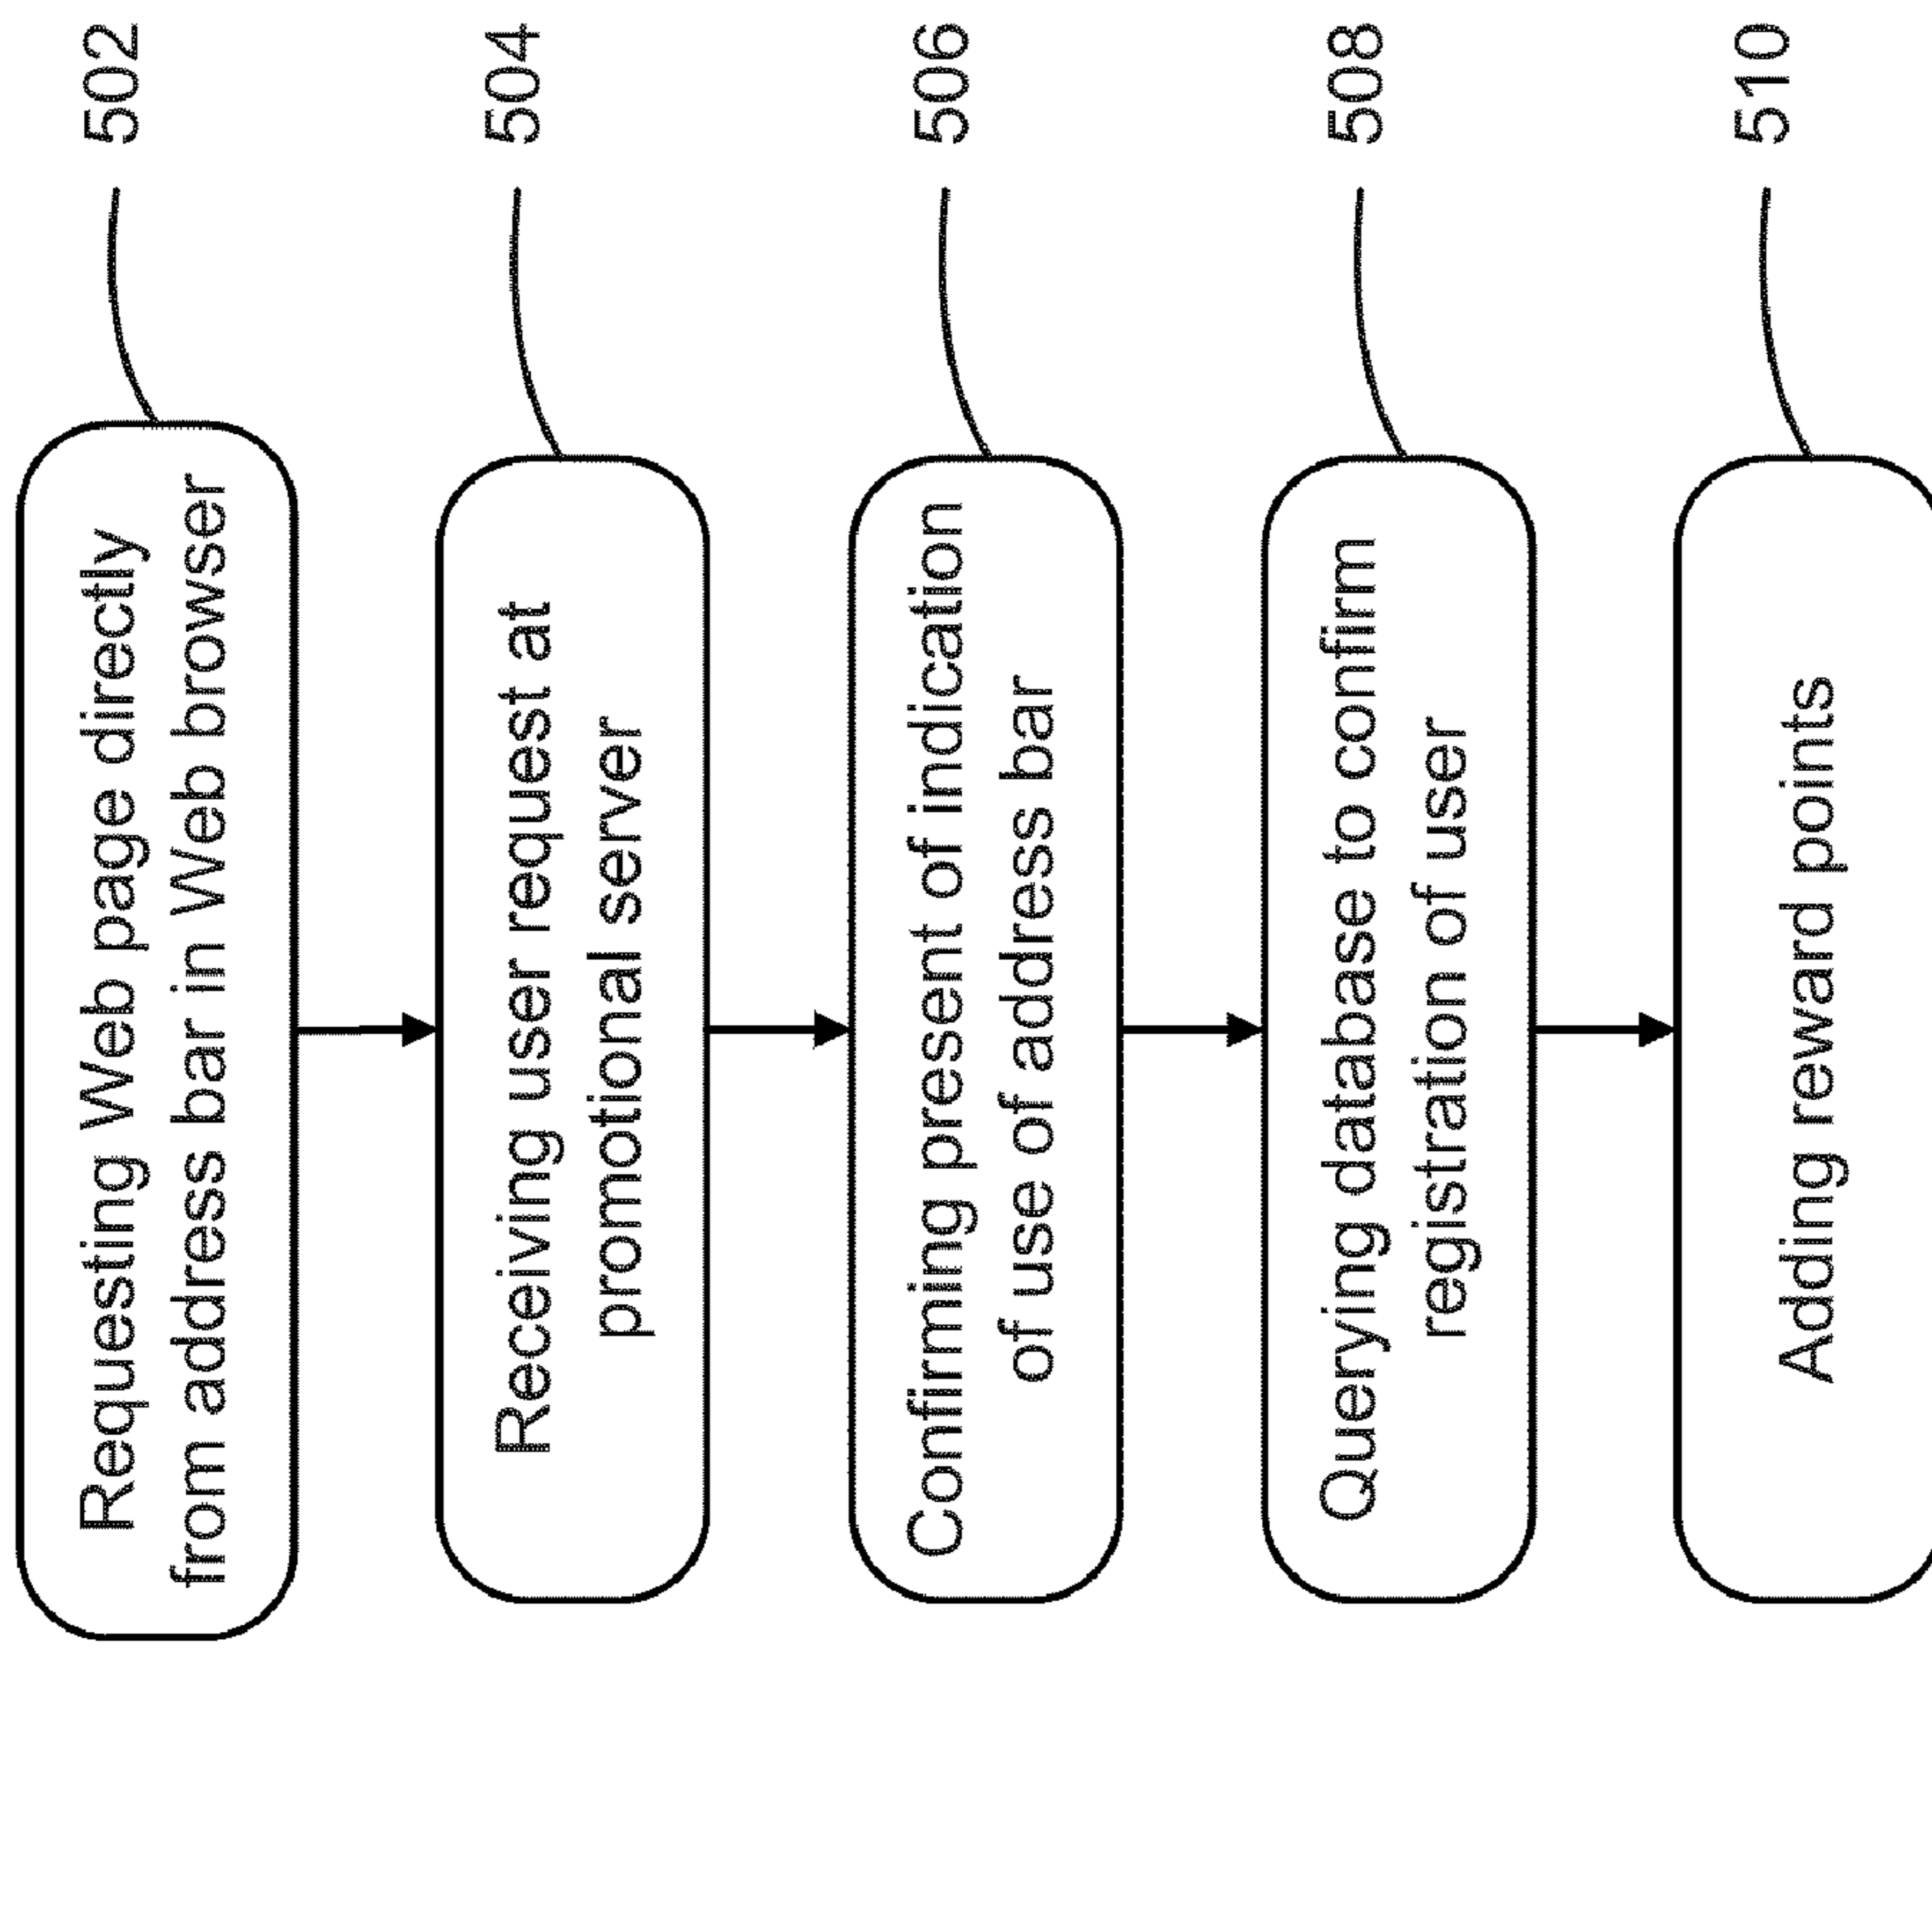 Requesting Web page directly
from address bar in Web browser
502
Receiving user request at
promotional server
504
Confirming present of indication
of use of address bar
506
Querying database to confirm
registration of user
508
Adding reward points
510